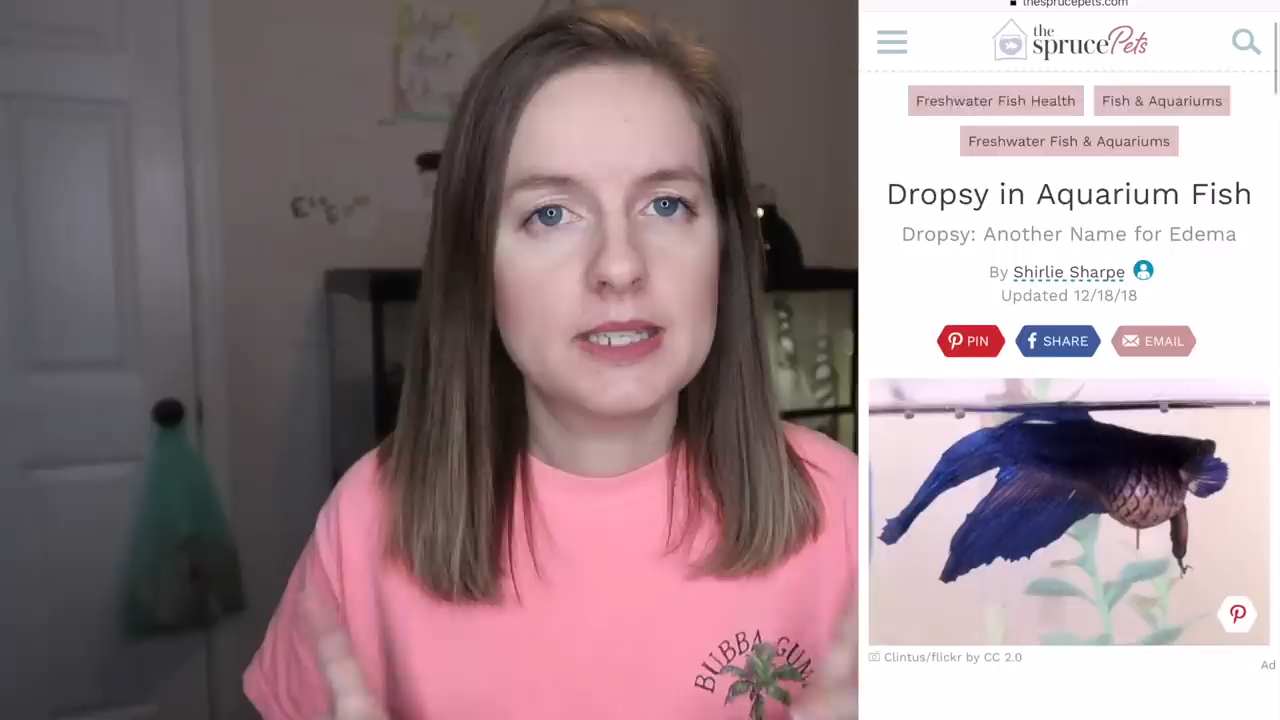 thesprucepets.com
the
sprucePets
Freshwater Fish Health
Fish & Aquariums
Freshwater Fish & Aquariums
Dropsy in Aquarium Fish
Dropsy: Another Name for Edema
By Shirlie Sharpe
Updated 12/18/18
PIN
SHARE
EMAIL
Clintus/flickr by CC 2.0
Ad
BUBBA GUM